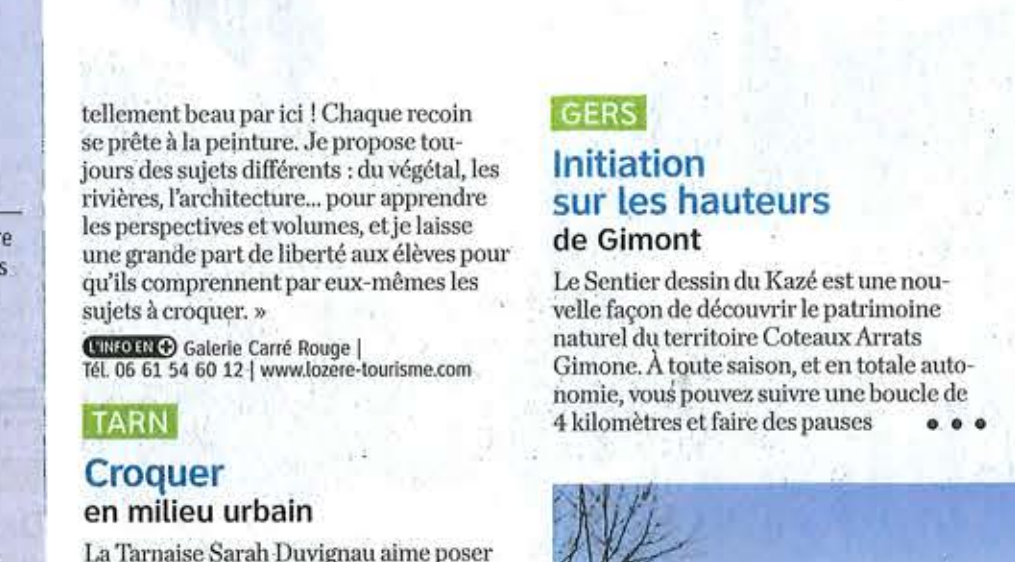 tellement beau par ici ! Chaque recoin
se prête à la peinture. Je propose tou-
jours des sujets différents : du végétal, les
rivières, l'architecture... pour apprendre
les perspectives et volumes, et je laisse
une grande part de liberté aux élèves pour
qu'ils comprennent par eux-mêmes les
sujets à croquer. »
L'INFO EN + Galerie Carré Rouge |
Tél. 06 61 54 60 12 | www.lozere-tourisme.com
TARN
Croquer
en milieu urbain
La Tarnaise Sarah Duvignau aime poser
GERS
Initiation
sur les hauteurs
de Gimont
Le Sentier dessin du Kazé est une nou-
velle façon de découvrir le patrimoine
naturel du territoire Coteaux Arrats
Gimone. À toute saison, et en totale auto-
nomie, vous pouvez suivre une boucle de
4 kilomètres et faire des pauses • • •